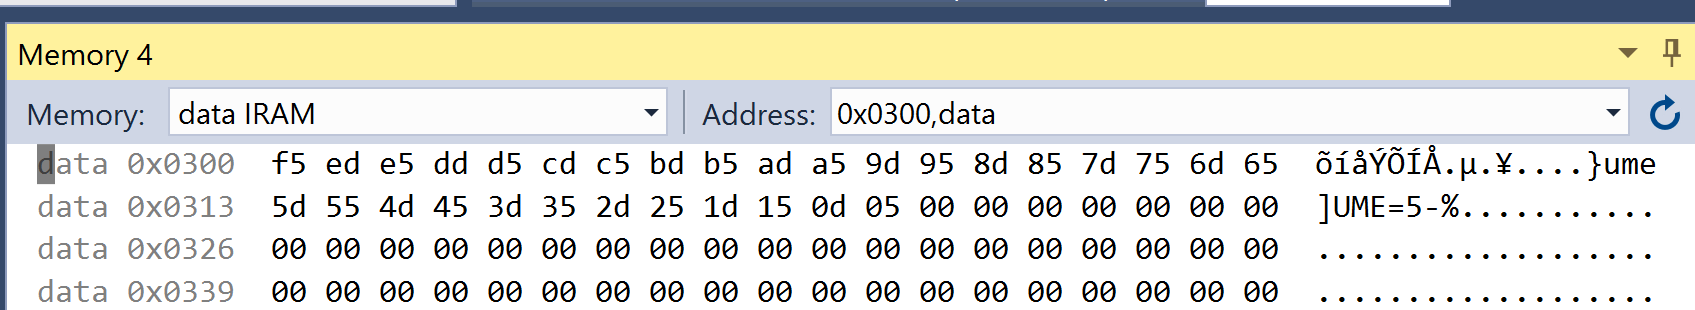 Memory 4
Memory: data IRAM Address: 0x0300,data
data 0x0300 f5 ed e5 dd d5 cd c5 bd b5 ad a5 9d 95 8d 85 7d 75 6d 65 õíåÝÕÍÅ.µ.¥....}ume
data 0x0313 5d 55 4d 45 3d 35 2d 25 1d 15 0d 05 00 00 00 00 00 00 00 ]UME=5-%...........
data 0x0326 00 00 00 00 00 00 00 00 00 00 00 00 00 00 00 00 00 00 00 ...................
data 0x0339 00 00 00 00 00 00 00 00 00 00 00 00 00 00 00 00 00 00 00 ...................